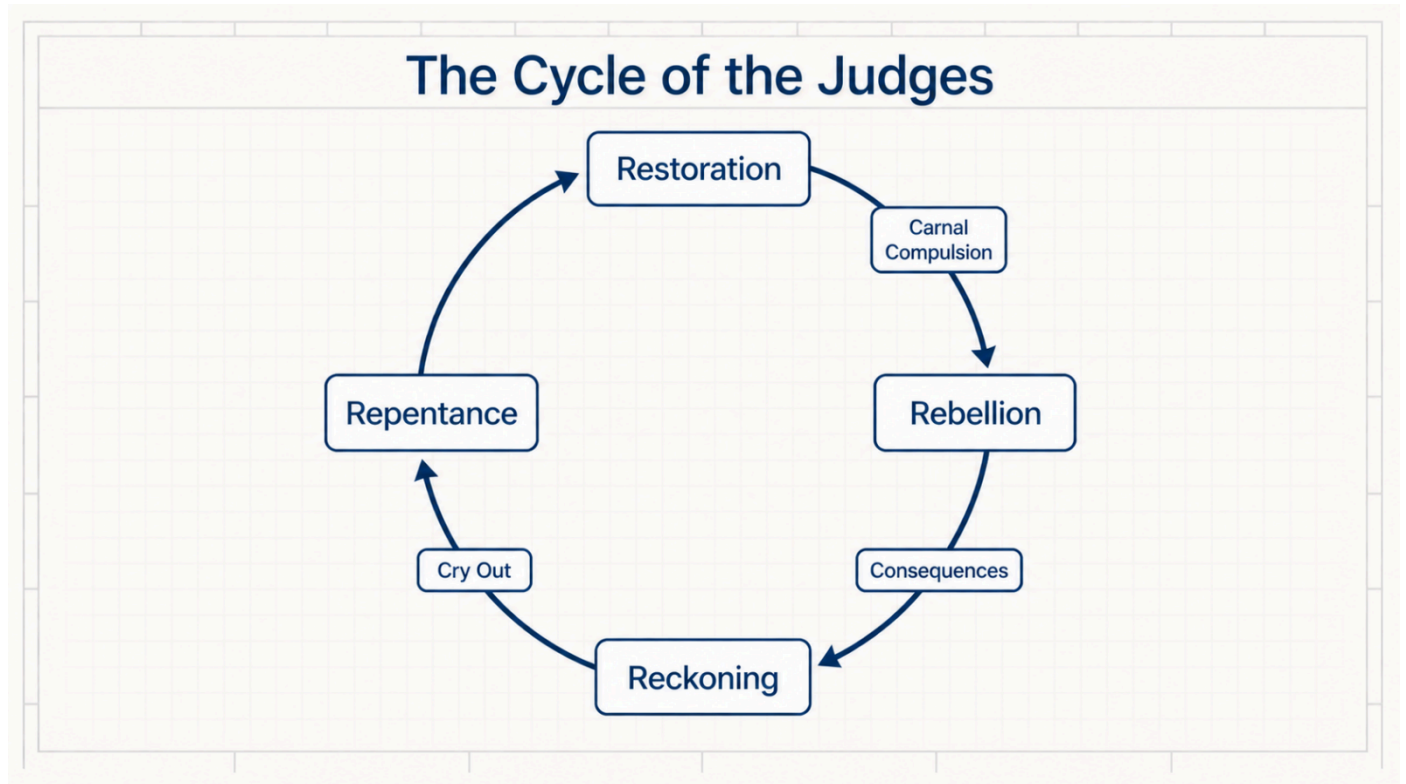 The Cycle of the Judges
Restoration
Carnal
Compulsion
Rebellion
Consequences
Reckoning
Cry Out
Repentance